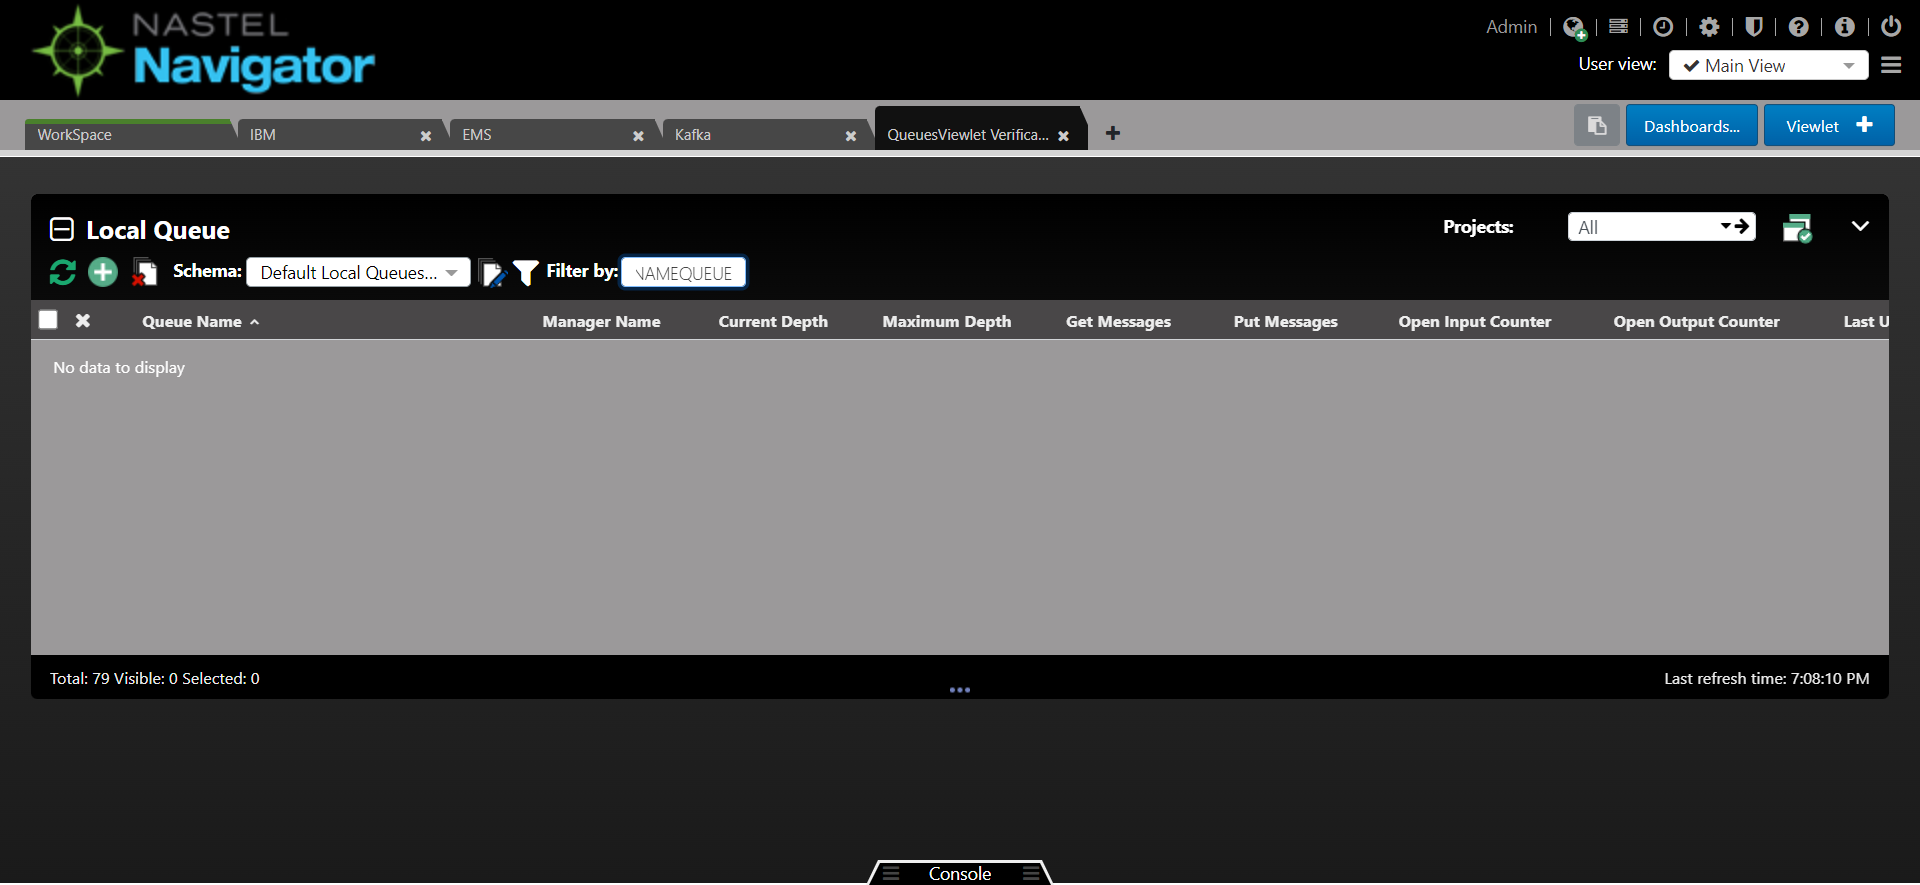 NASTEL
Navigator
Admin
User view: Main View
WorkSpace
IBM
EMS
Kafka
QueuesViewlet Verifica...
Dashboards...
Viewlet
Local Queue
Projects: All
Schema: Default Local Queues... Filter by: NAMEQUEUE
Queue Name Manager Name Current Depth Maximum Depth Get Messages Put Messages Open Input Counter Open Output Counter Last U
No data to display
Total: 79 Visible: 0 Selected: 0
Last refresh time: 7:08:10 PM
Console